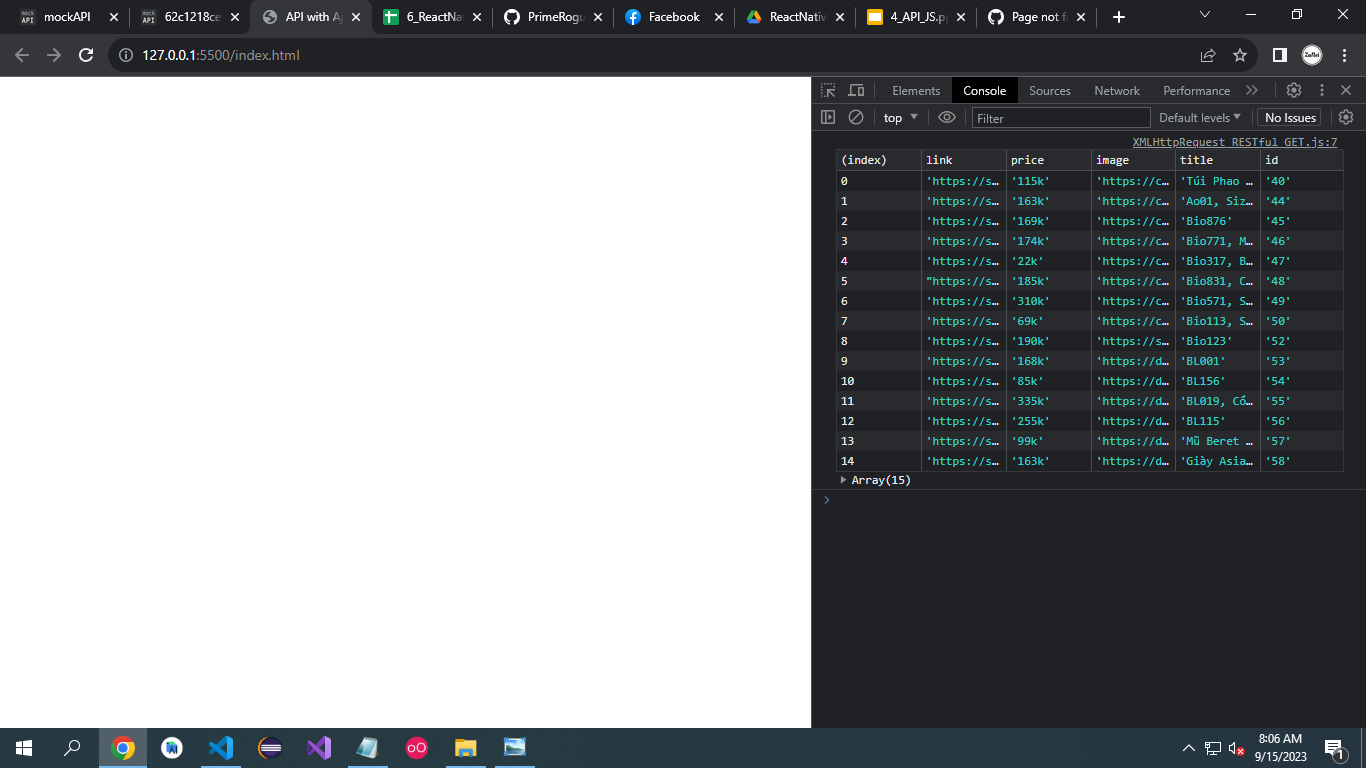 mockAPI 62c1218ce API with Aj 6_ReactNat PrimeRogu Facebook ReactNativ 4_API_JS.pp Page not f
127.0.0.1:5500/index.html
Elements Console Sources Network Performance
top Filter Default levels No Issues
XMLHttpRequest RESTful GET.js:7
(index) link price image title id
0 'https://s… '115k' 'https://c… 'Túi Phao … '40'
1 'https://s… '163k' 'https://c… 'Ao01, Siz… '44'
2 'https://s… '169k' 'https://c… 'Bio876' '45'
3 'https://s… '174k' 'https://c… 'Bio771, M… '46'
4 'https://s… '22k' 'https://c… 'Bio317, B… '47'
5 "https://s… '185k' 'https://c… 'Bio831, C… '48'
6 'https://s… '310k' 'https://c… 'Bio571, S… '49'
7 'https://s… '69k' 'https://c… 'Bio113, S… '50'
8 'https://s… '190k' 'https://s… 'Bio123' '52'
9 'https://s… '168k' 'https://d… 'BL001' '53'
10 'https://s… '85k' 'https://d… 'BL156' '54'
11 'https://s… '335k' 'https://d… 'BL019, Cổ… '55'
12 'https://s… '255k' 'https://d… 'BL115' '56'
13 'https://s… '99k' 'https://d… 'Mũ Beret … '57'
14 'https://s… '163k' 'https://d… 'Giày Asia… '58'
Array(15)
8:06 AM
9/15/2023
1